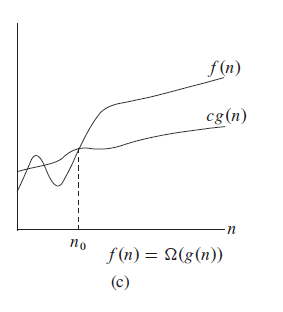 f(n)
cg(n)
n
n₀
f(n) = Ω(g(n))
(c)